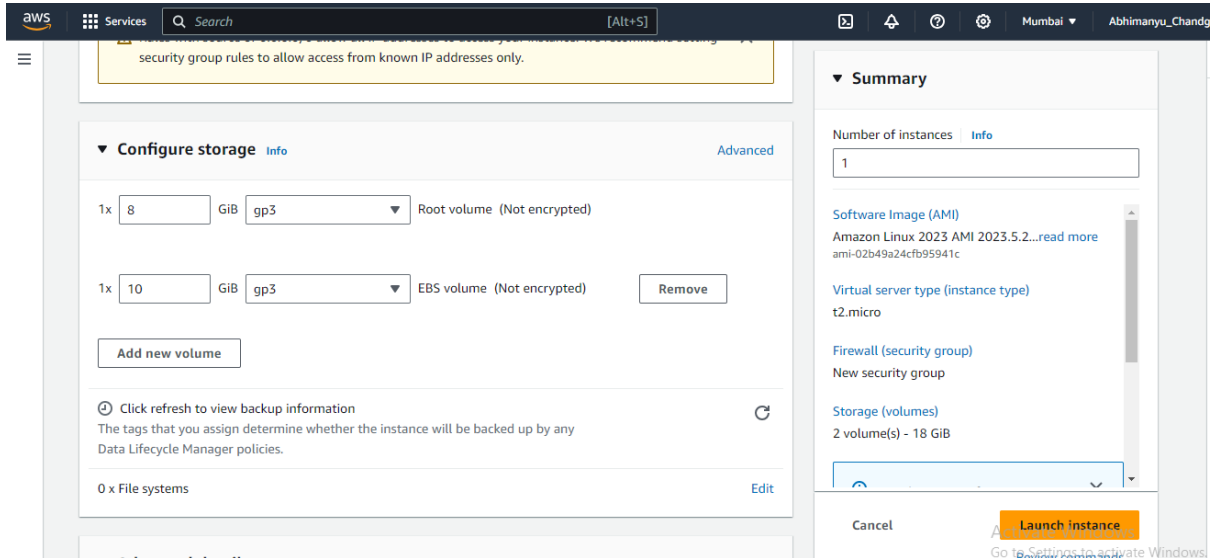 aws
Services
Search
[Alt+S]
Mumbai
Abhimanyu_Chandg
security group rules to allow access from known IP addresses only.
Configure storage Info
Advanced
1x 8 GiB gp3 Root volume (Not encrypted)
1x 10 GiB gp3 EBS volume (Not encrypted) Remove
Add new volume
Click refresh to view backup information
The tags that you assign determine whether the instance will be backed up by any
Data Lifecycle Manager policies.
0 x File systems
Edit
Summary
Number of instances Info
1
Software Image (AMI)
Amazon Linux 2023 AMI 2023.5.2...read more
ami-02b49a24cfb95941c
Virtual server type (instance type)
t2.micro
Firewall (security group)
New security group
Storage (volumes)
2 volume(s) - 18 GiB
Cancel
Launch instance
Go to Settings to activate Windows.